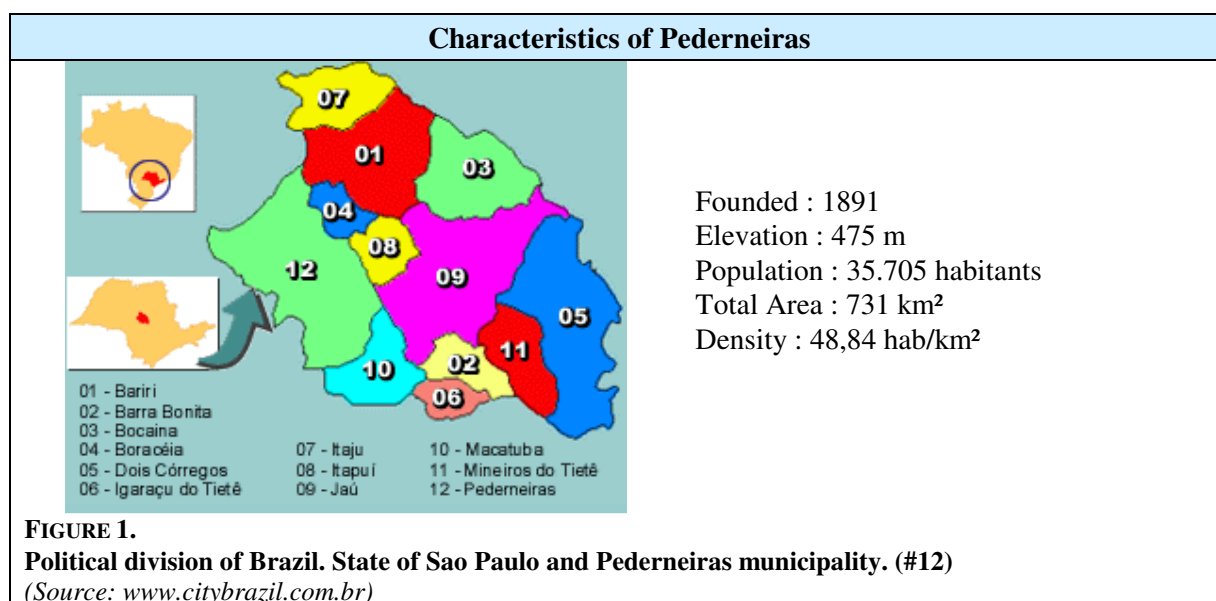 Characteristics of Pederneiras
07
01
03
04
08
12
09
05
11
02
10
06
01 - Bariri
02 - Barra Bonita
03 - Bocaina
04 - Boracéia
05 - Dois Córregos
06 - Igaraçu do Tietê
07 - Itaju
08 - Itapuí
09 - Jaú
10 - Macatuba
11 - Mineiros do Tietê
12 - Pederneiras
Founded : 1891
Elevation : 475 m
Population : 35.705 habitants
Total Area : 731 km²
Density : 48,84 hab/km²
FIGURE 1.
Political division of Brazil. State of Sao Paulo and Pederneiras municipality. (#12)
(Source: www.citybrazil.com.br)